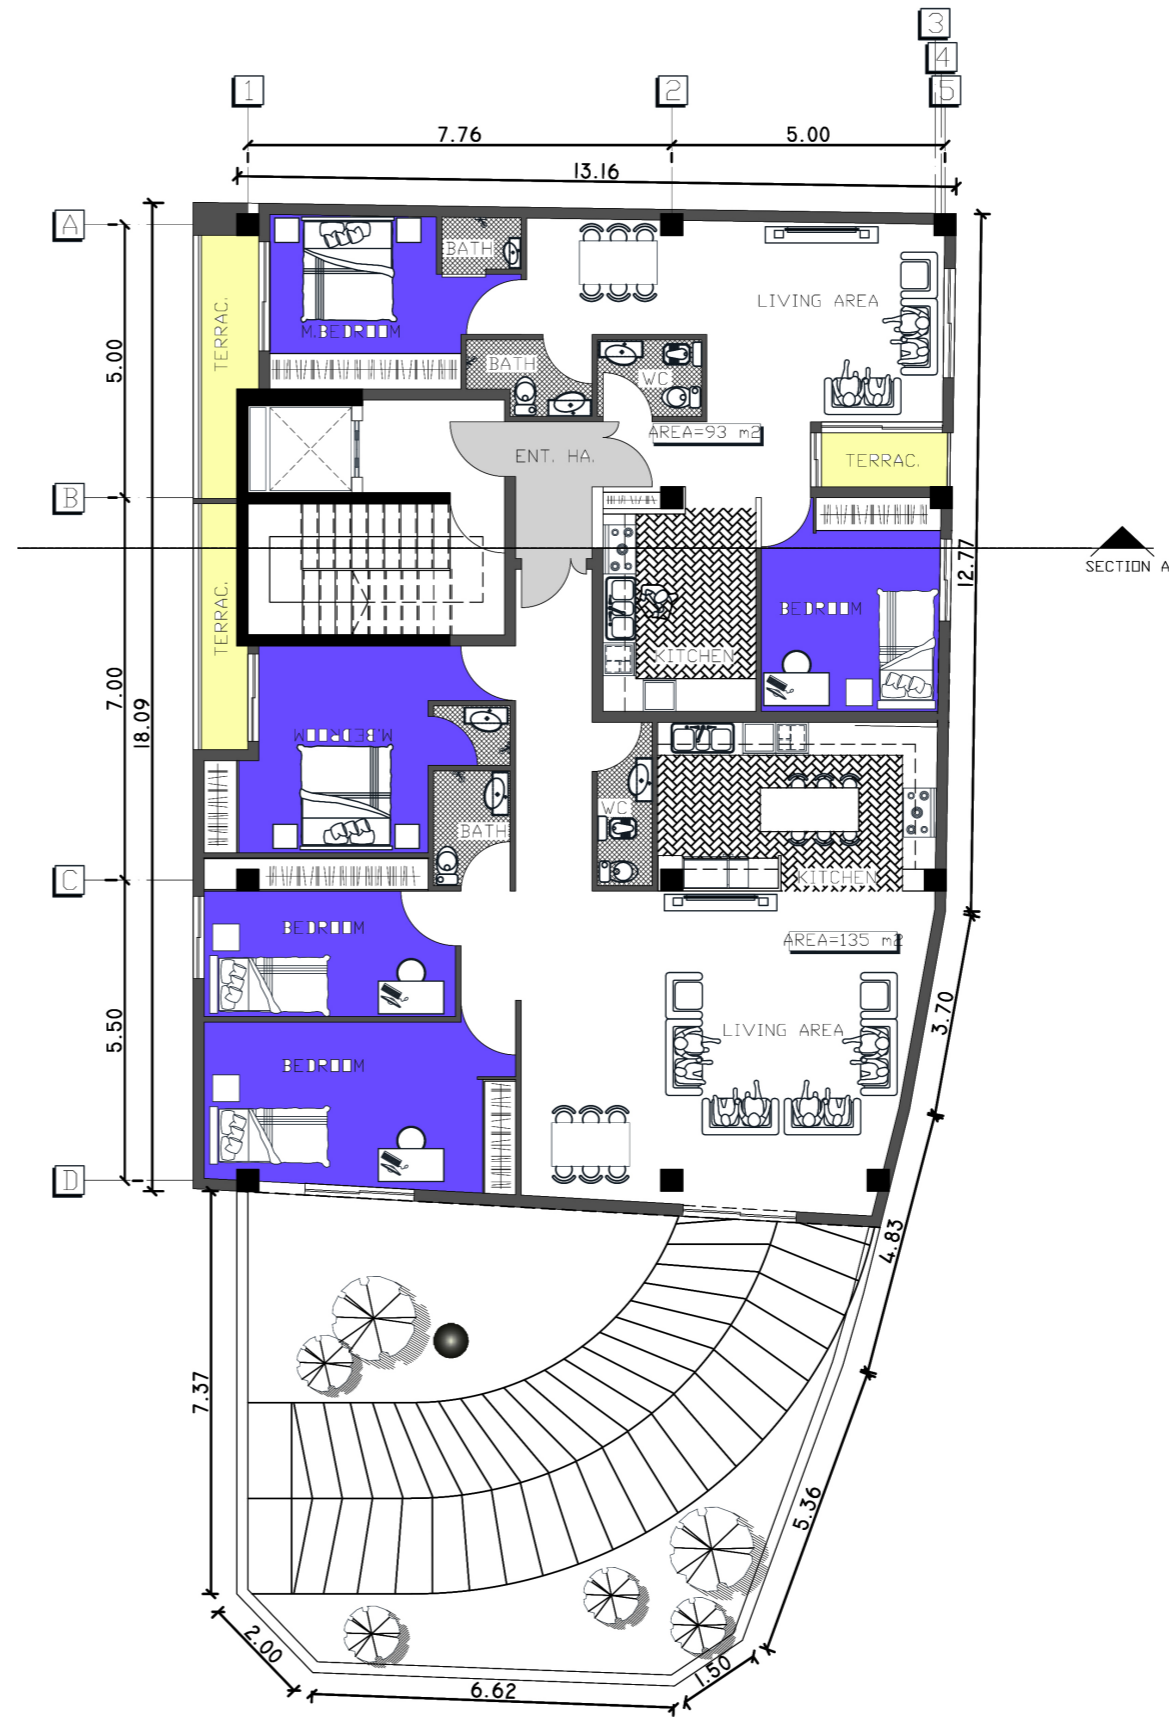 3
4
1
2
5
7.76
5.00
13.16
A
BATH
LIVING AREA
TERRAC.
M.BEDROOM
5.00
BATH
WC
AREA=93 m2
ENT. HA.
TERRAC.
B
12.77
SECTION A
TERRAC.
BEDROOM
KITCHEN
7.00
18.09
M.BEDROOM
WC
BATH
C
KITCHEN
BEDROOM
AREA=135 m2
3.70
5.50
LIVING AREA
BEDROOM
D
4.83
7.37
5.36
2.00
1.50
6.62